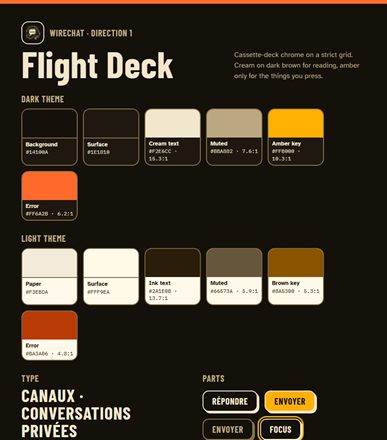 WIRECHAT · DIRECTION 1
Flight Deck
Cassette-deck chrome on a strict grid.
Cream on dark brown for reading, amber
only for the things you press.
DARK THEME
Background
#14100A
Surface
#1E1810
Cream text
#F2E6CC ·
15.3:1
Muted
#BBA882 · 7.6:1
Amber key
#FFB000 ·
10.3:1
Error
#FF6A2B · 6.2:1
LIGHT THEME
Paper
#F3EBDA
Surface
#FFF9EA
Ink text
#2A1E0B ·
13.7:1
Muted
#66573A · 5.9:1
Brown key
#8A5300 · 5.3:1
Error
#BA3A06 · 4.8:1
TYPE
CANAUX ·
CONVERSATIONS
PRIVÉES
PARTS
RÉPONDRE
ENVOYER
ENVOYER
FOCUS